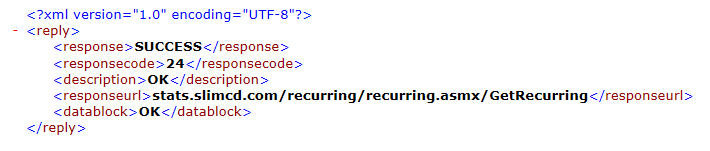 <?xml version="1.0" encoding="UTF-8"?>
- <reply>
<response>SUCCESS</response>
<responsecode>24</responsecode>
<description>OK</description>
<responseurl>stats.slimcd.com/recurring/recurring.asmx/GetRecurring</responseurl>
<datablock>OK</datablock>
</reply>